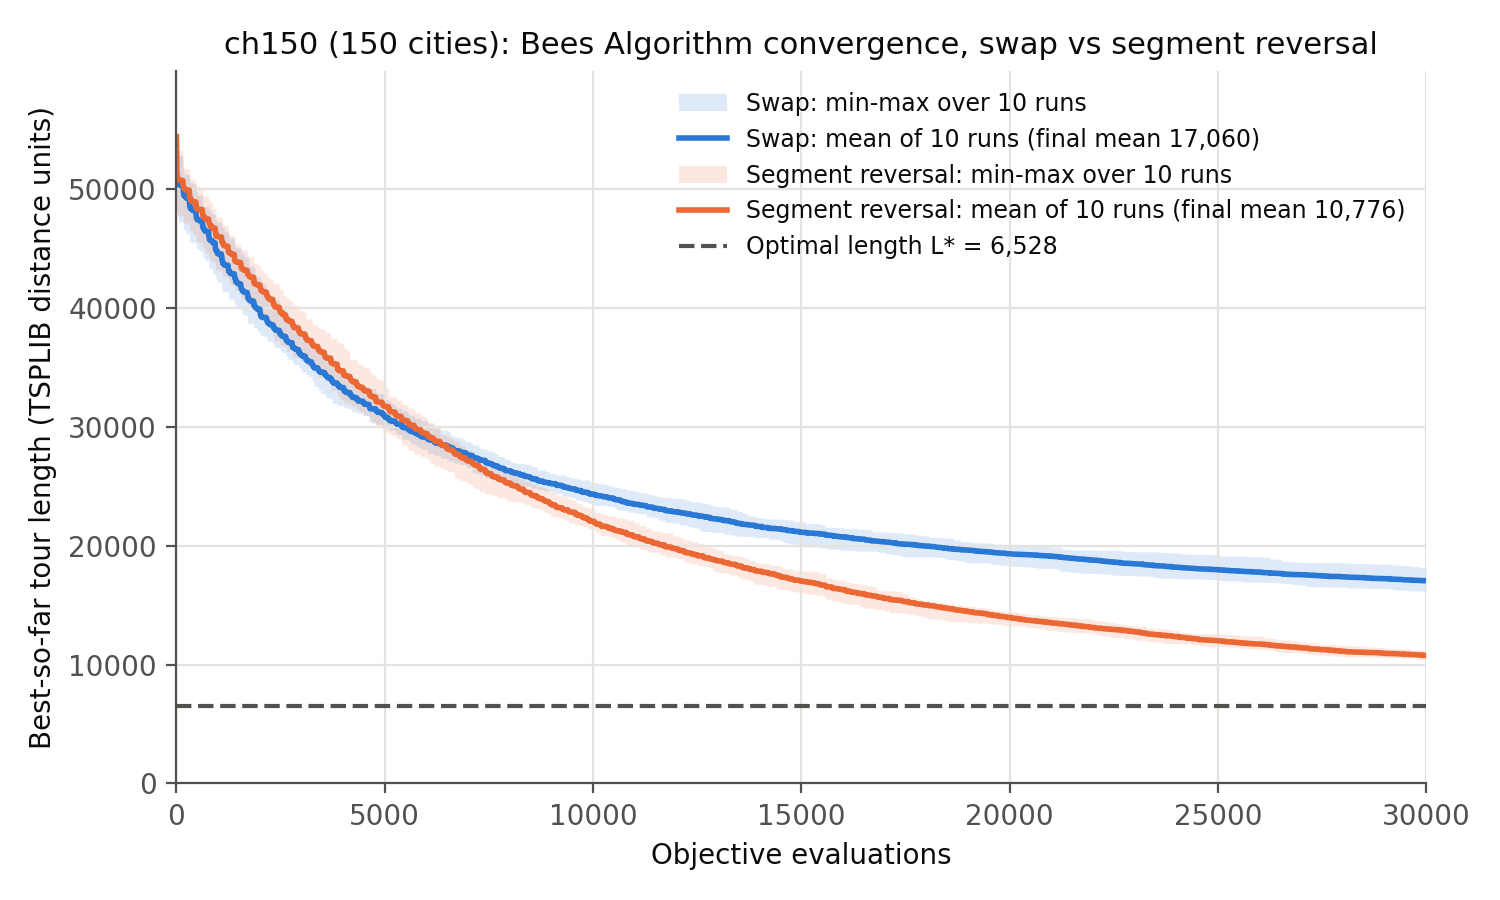 ch150 (150 cities): Bees Algorithm convergence, swap vs segment reversal
Swap: min-max over 10 runs
Swap: mean of 10 runs (final mean 17,060)
Segment reversal: min-max over 10 runs
Segment reversal: mean of 10 runs (final mean 10,776)
Optimal length L* = 6,528
Best-so-far tour length (TSPLIB distance units)
50000
40000
30000
20000
10000
0
0 5000 10000 15000 20000 25000 30000
Objective evaluations